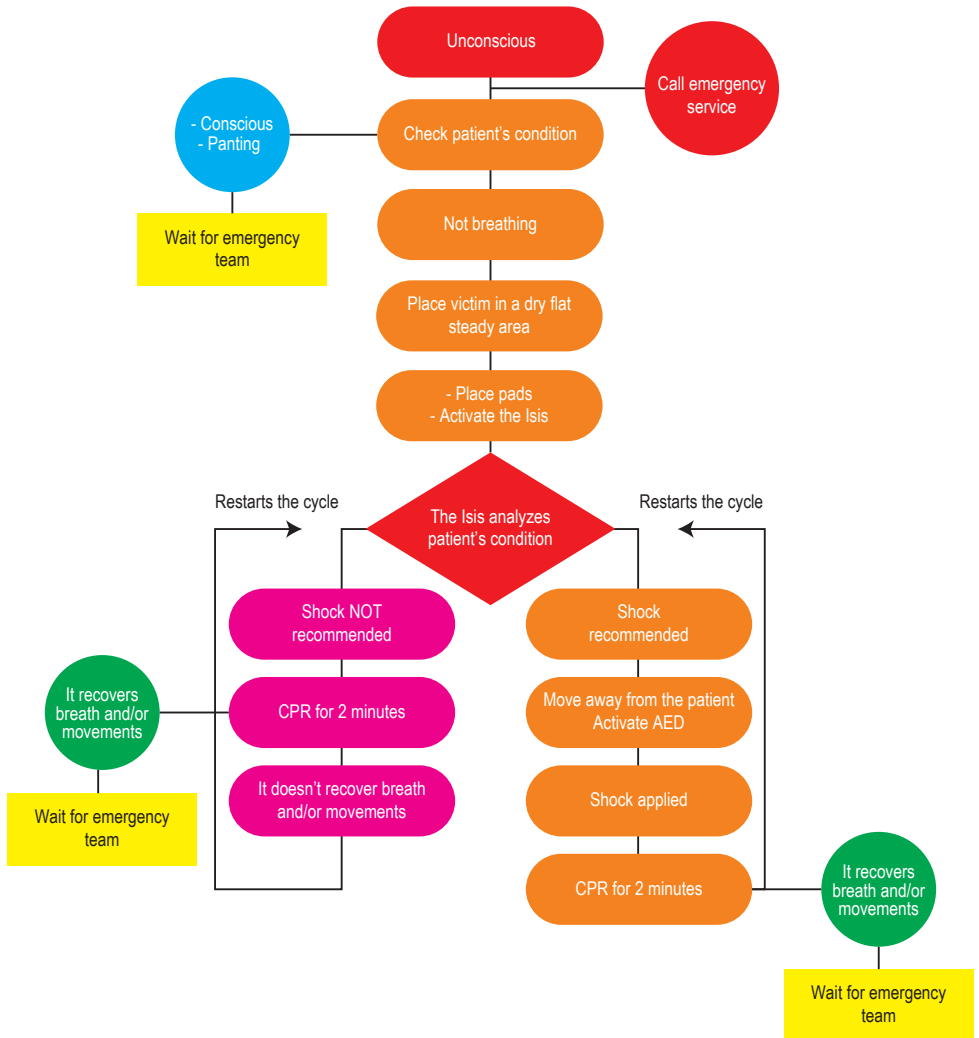 Unconscious
Call emergency
service
- Conscious
- Panting
Check patient's condition
Wait for emergency
team
Not breathing
Place victim in a dry flat
steady area
- Place pads
- Activate the Isis
Restarts the cycle
The Isis analyzes
patient's condition
Restarts the cycle
Shock NOT
recommended
Shock
recommended
It recovers
breath and/or
movements
CPR for 2 minutes
Move away from the patient
Activate AED
Wait for emergency
team
It doesn't recover breath
and/or movements
Shock applied
CPR for 2 minutes
It recovers
breath and/or
movements
Wait for emergency
team